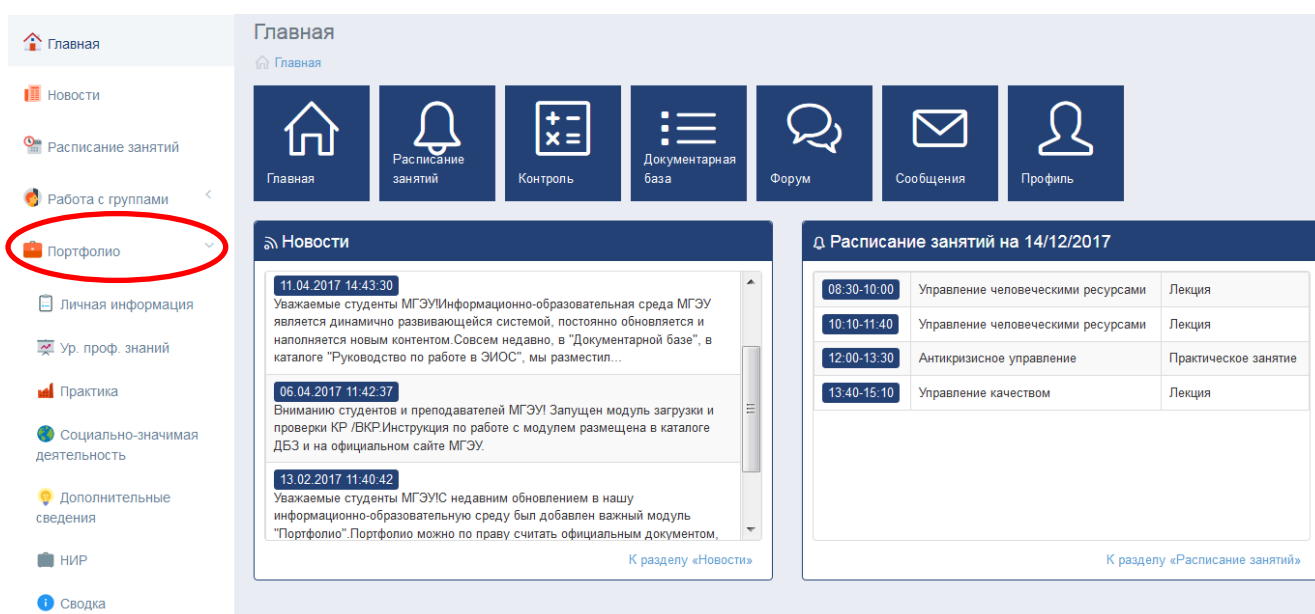 Главная
Новости
Расписание занятий
Работа с группами
Портфолио
Личная информация
Ур. проф. знаний
Практика
Социально-значимая
деятельность
Дополнительные
сведения
НИР
Сводка
Главная
Главная
Главная
Расписание
занятий
Контроль
Документарная
база
Форум
Сообщения
Профиль
Новости
11.04.2017 14:43:30
Уважаемые студенты МГЭУ!Информационно-образовательная среда МГЭУ
является динамично развивающейся системой, постоянно обновляется и
наполняется новым контентом.Совсем недавно, в "Документарной базе", в
каталоге "Руководство по работе в ЭИОС", мы разместил...
06.04.2017 11:42:37
Вниманию студентов и преподавателей МГЭУ! Запущен модуль загрузки и
проверки КР /ВКР.Инструкция по работе с модулем размещена в каталоге
ДБЗ и на официальном сайте МГЭУ.
13.02.2017 11:40:42
Уважаемые студенты МГЭУ!С недавним обновлением в нашу
информационно-образовательную среду был добавлен важный модуль
"Портфолио".Портфолио можно по праву считать официальным документом,
К разделу «Новости»
Расписание занятий на 14/12/2017
08:30-10:00 Управление человеческими ресурсами Лекция
10:10-11:40 Управление человеческими ресурсами Лекция
12:00-13:30 Антикризисное управление Практическое занятие
13:40-15:10 Управление качеством Лекция
К разделу «Расписание занятий»